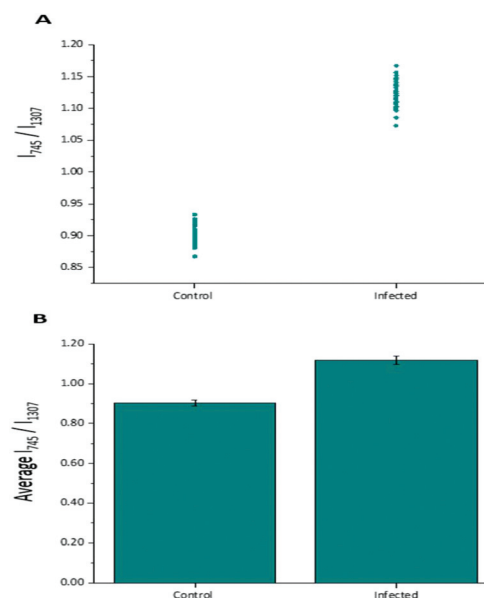 A
I745 / I1307
1.20
1.15
1.10
1.05
1.00
0.95
0.90
0.85
Control Infected
B
Average I745 / I1307
1.20
1.00
0.80
0.60
0.40
0.20
0.00
Control Infected